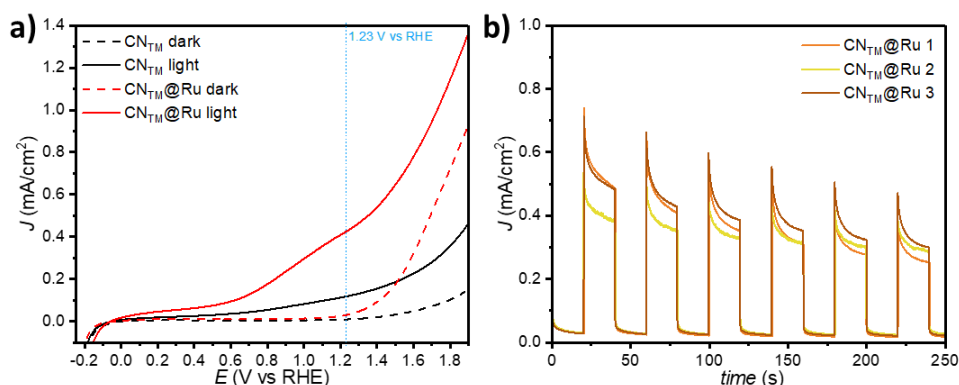 a)
1.4
1.2
1.0
0.8
0.6
0.4
0.2
0.0
J (mA/cm²)
-0.2 0.0 0.2 0.4 0.6 0.8 1.0 1.2 1.4 1.6 1.8
E (V vs RHE)
CN_TM dark
CN_TM light
CN_TM@Ru dark
CN_TM@Ru light
1.23 V vs RHE
b)
1.0
0.8
0.6
0.4
0.2
0.0
J (mA/cm²)
0 50 100 150 200 250
time (s)
CN_TM@Ru 1
CN_TM@Ru 2
CN_TM@Ru 3